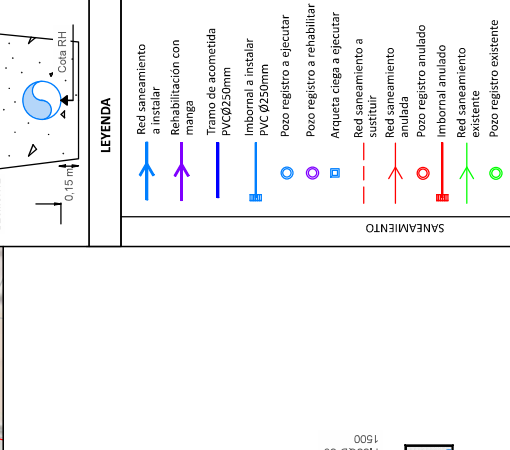 Cota RH
0,15 m
LEYENDA
Red saneamiento
a instalar
Rehabilitación con
manga
Tramo de acometida
PVCØ250mm
Imbornal a instalar
PVC Ø250mm
Pozo registro a ejecutar
Pozo registro a rehabilitar
Arqueta ciega a ejecutar
Red saneamiento a
sustituir
Red saneamiento
anulada
Pozo registro anulado
Imbornal anulado
Red saneamiento
existente
Pozo registro existente
SANEAMIENTO
1500